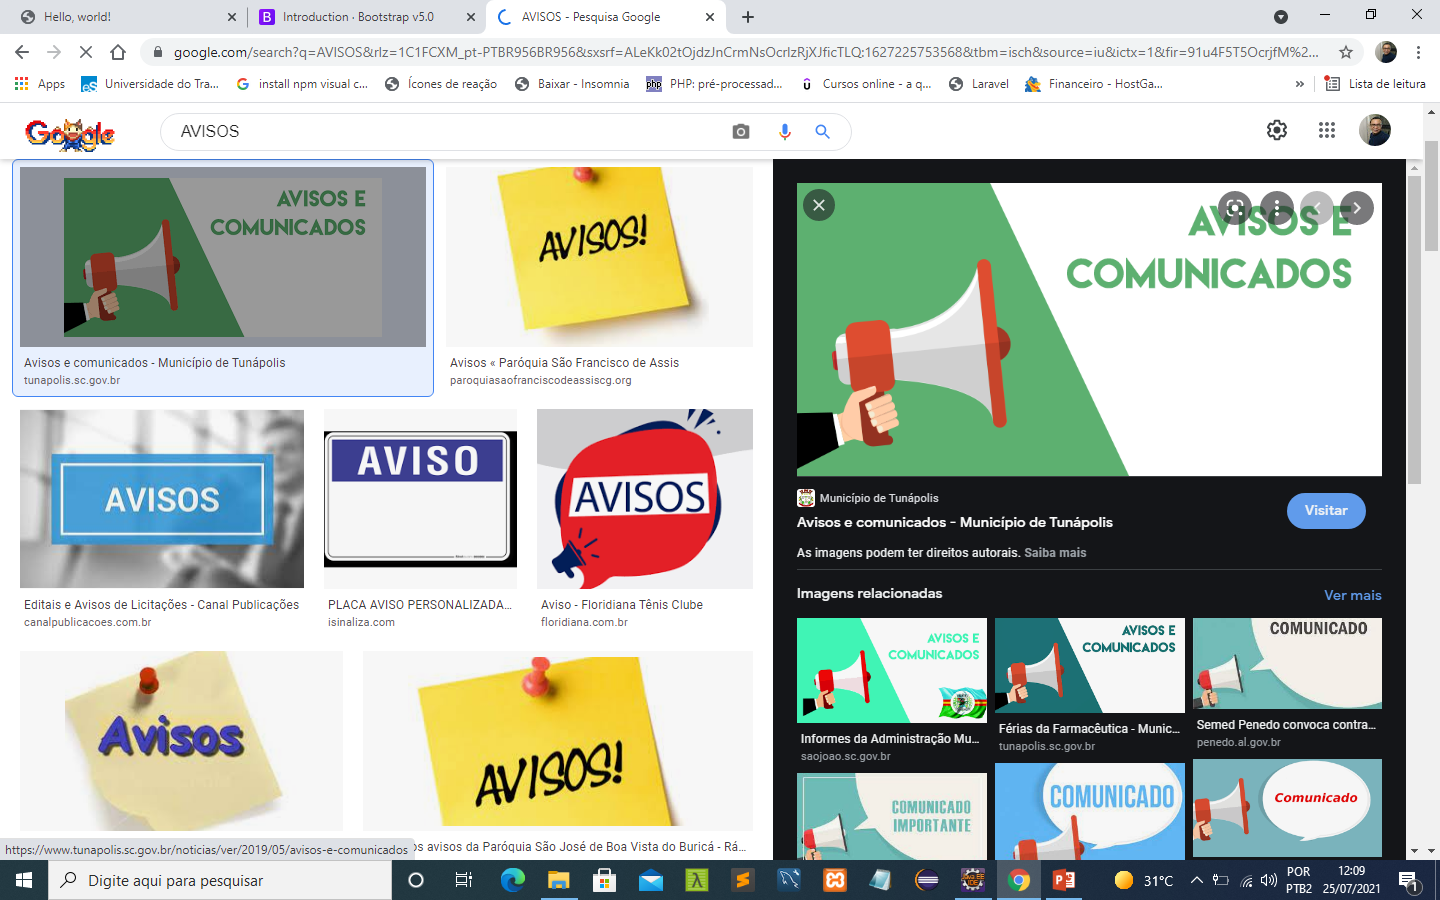 Hello, world!
Introduction · Bootstrap v5.0
AVISOS - Pesquisa Google
google.com/search?q=AVISOS&rlz=1C1FCXM_pt-PTBR956BR956&sxsrf=ALeKk02tOjdzJnCrmNsOcrlzRjXJficTLQ:1627225753568&tbm=isch&source=iu&ictx=1&fir=91u4F5T5OcrjfM%2...
Apps
Universidade do Tra...
install npm visual c...
Ícones de reação
Baixar - Insomnia
php
PHP: pré-processad...
Cursos online - a q...
Laravel
Financeiro - HostGa...
»
Lista de leitura
Google
AVISOS
AVISOS E
COMUNICADOS
Avisos e comunicados - Município de Tunápolis
tunapolis.sc.gov.br
AVISOS!
Avisos « Paróquia São Francisco de Assis
paroquiasaofranciscodeassiscg.org
AVISOS
Editais e Avisos de Licitações - Canal Publicações
canalpublicacoes.com.br
AVISO
PLACA AVISO PERSONALIZADA...
isinaliza.com
AVISOS
Aviso - Floridiana Tênis Clube
floridiana.com.br
Avisos
AVISOS!
os avisos da Paróquia São José de Boa Vista do Buricá - Rá...
https://www.tunapolis.sc.gov.br/noticias/ver/2019/05/avisos-e-comunicados
AVISOS E
COMUNICADOS
Município de Tunápolis
Avisos e comunicados - Município de Tunápolis
Visitar
As imagens podem ter direitos autorais. Saiba mais
Imagens relacionadas
Ver mais
AVISOS E
COMUNICADOS
Informes da Administração Mu...
saojoao.sc.gov.br
AVISOS E
COMUNICADOS
Férias da Farmacêutica - Munic...
tunapolis.sc.gov.br
COMUNICADO
Semed Penedo convoca contra...
penedo.al.gov.br
COMUNICADO
IMPORTANTE
COMUNICADO
Comunicado
Digite aqui para pesquisar
31°C
POR
PTB2
12:09
25/07/2021
1